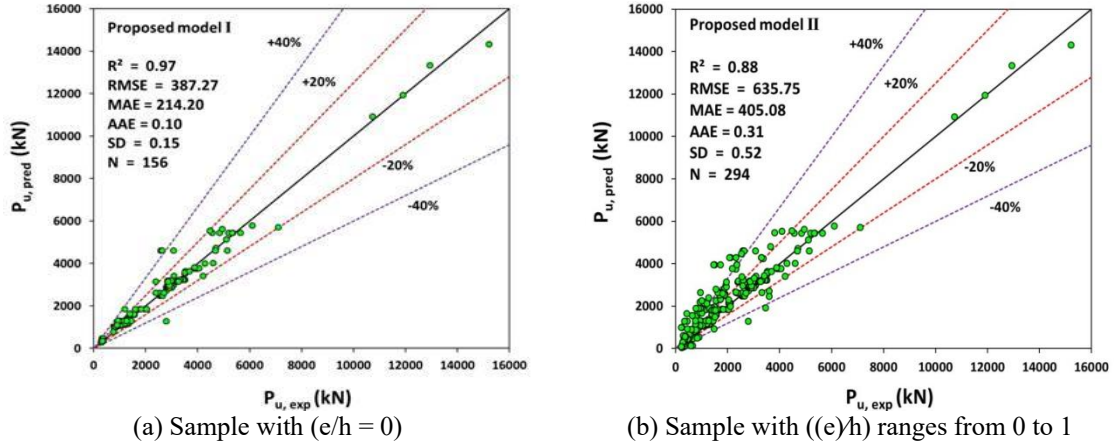 Proposed model I
R² = 0.97
RMSE = 387.27
MAE = 214.20
AAE = 0.10
SD = 0.15
N = 156
+40%
+20%
-20%
-40%
P_u, pred (kN)
16000
14000
12000
10000
8000
6000
4000
2000
0
0 2000 4000 6000 8000 10000 12000 14000 16000
P_u, exp (kN)
(a) Sample with (e/h = 0)
Proposed model II
R² = 0.88
RMSE = 635.75
MAE = 405.08
AAE = 0.31
SD = 0.52
N = 294
+40%
+20%
-20%
-40%
P_u, pred (kN)
16000
14000
12000
10000
8000
6000
4000
2000
0
0 2000 4000 6000 8000 10000 12000 14000 16000
P_u, exp (kN)
(b) Sample with ((e)⁄h) ranges from 0 to 1